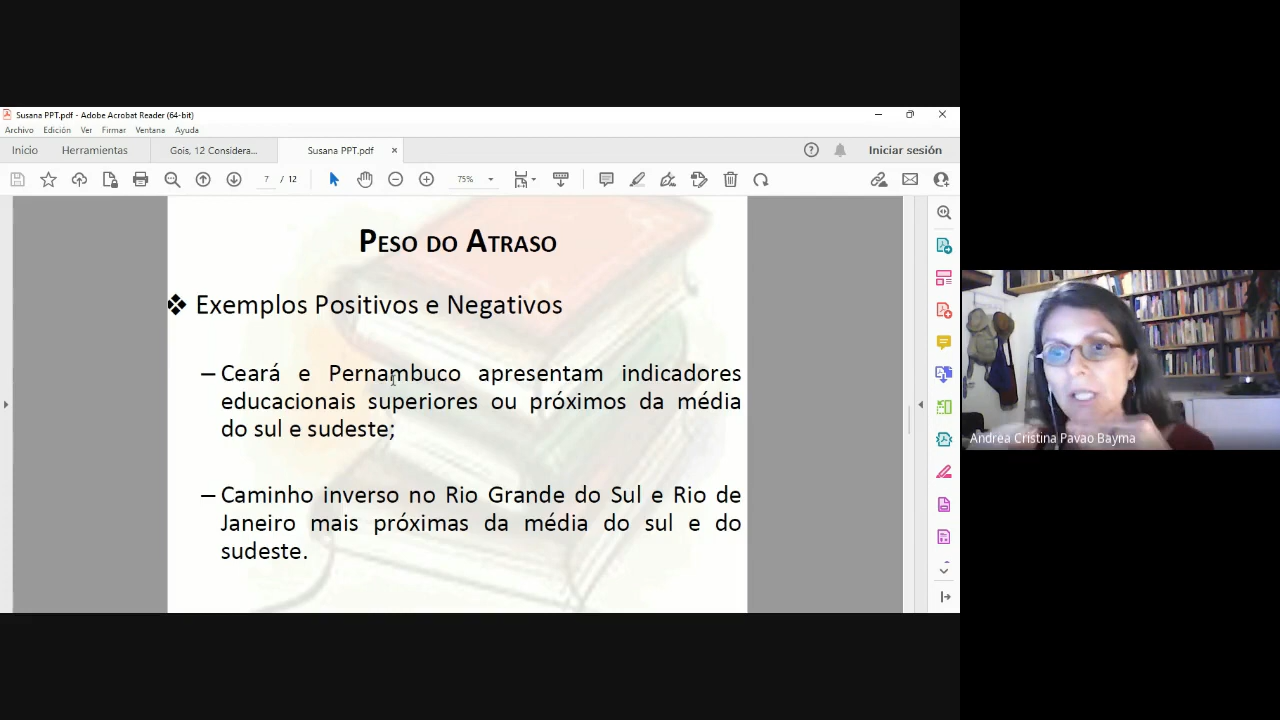 Susana PPT.pdf - Adobe Acrobat Reader (64-bit)
Archivo Edición Ver Firmar Ventana Ayuda
Inicio Herramientas Gois, 12 Considera... Susana PPT.pdf × Iniciar sesión
7 / 12 75%
PESO DO ATRASO
❖ Exemplos Positivos e Negativos
– Ceará e Pernambuco apresentam indicadores
educacionais superiores ou próximos da média
do sul e sudeste;
– Caminho inverso no Rio Grande do Sul e Rio de
Janeiro mais próximas da média do sul e do
sudeste.
Andrea Cristina Pavao Bayma